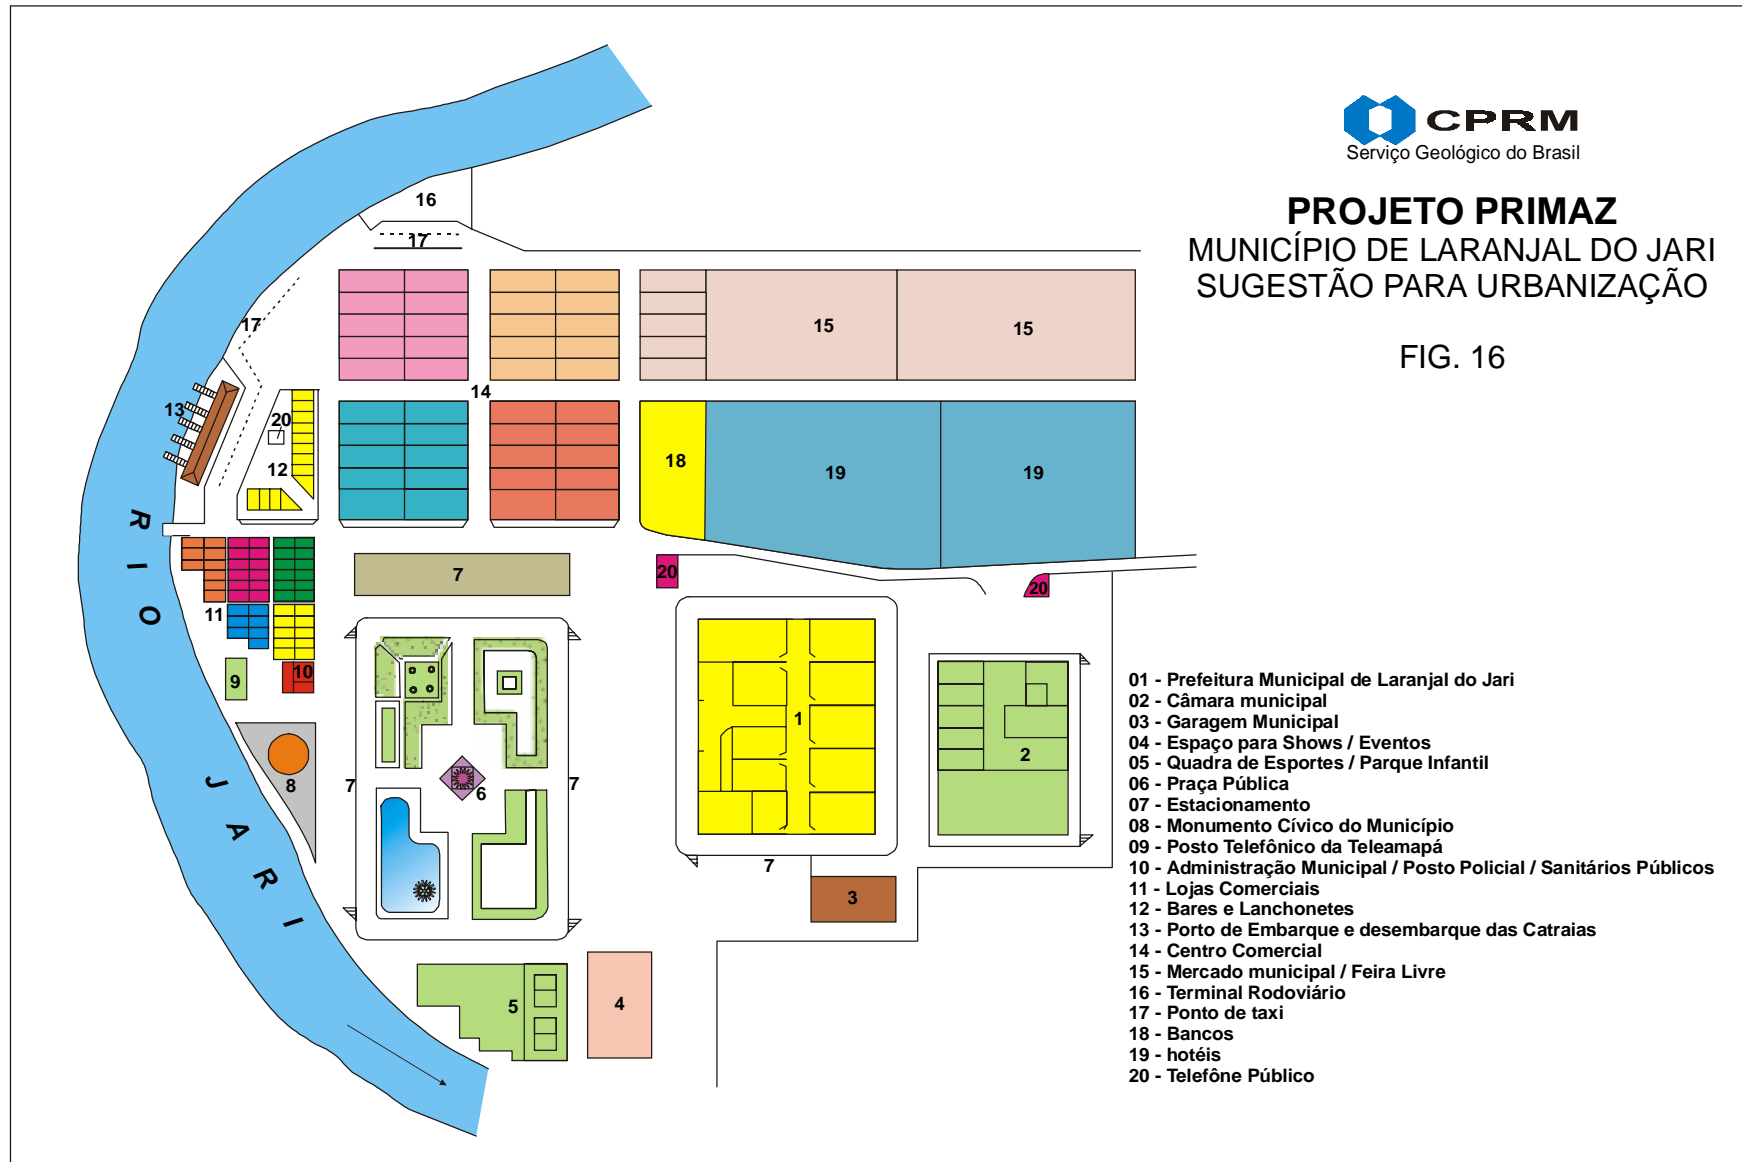 CPRM
Serviço Geológico do Brasil
PROJETO PRIMAZ
MUNICÍPIO DE LARANJAL DO JARI
SUGESTÃO PARA URBANIZAÇÃO
FIG. 16
16
17
17
15
15
14
13
20
12
18
19
19
RIO JARI
7
20
20
11
10
9
8
7
6
7
1
2
7
3
5
4
01 - Prefeitura Municipal de Laranjal do Jari
02 - Câmara municipal
03 - Garagem Municipal
04 - Espaço para Shows / Eventos
05 - Quadra de Esportes / Parque Infantil
06 - Praça Pública
07 - Estacionamento
08 - Monumento Cívico do Município
09 - Posto Telefônico da Teleamapá
10 - Administração Municipal / Posto Policial / Sanitários Públicos
11 - Lojas Comerciais
12 - Bares e Lanchonetes
13 - Porto de Embarque e desembarque das Catraias
14 - Centro Comercial
15 - Mercado municipal / Feira Livre
16 - Terminal Rodoviário
17 - Ponto de taxi
18 - Bancos
19 - hotéis
20 - Telefône Público